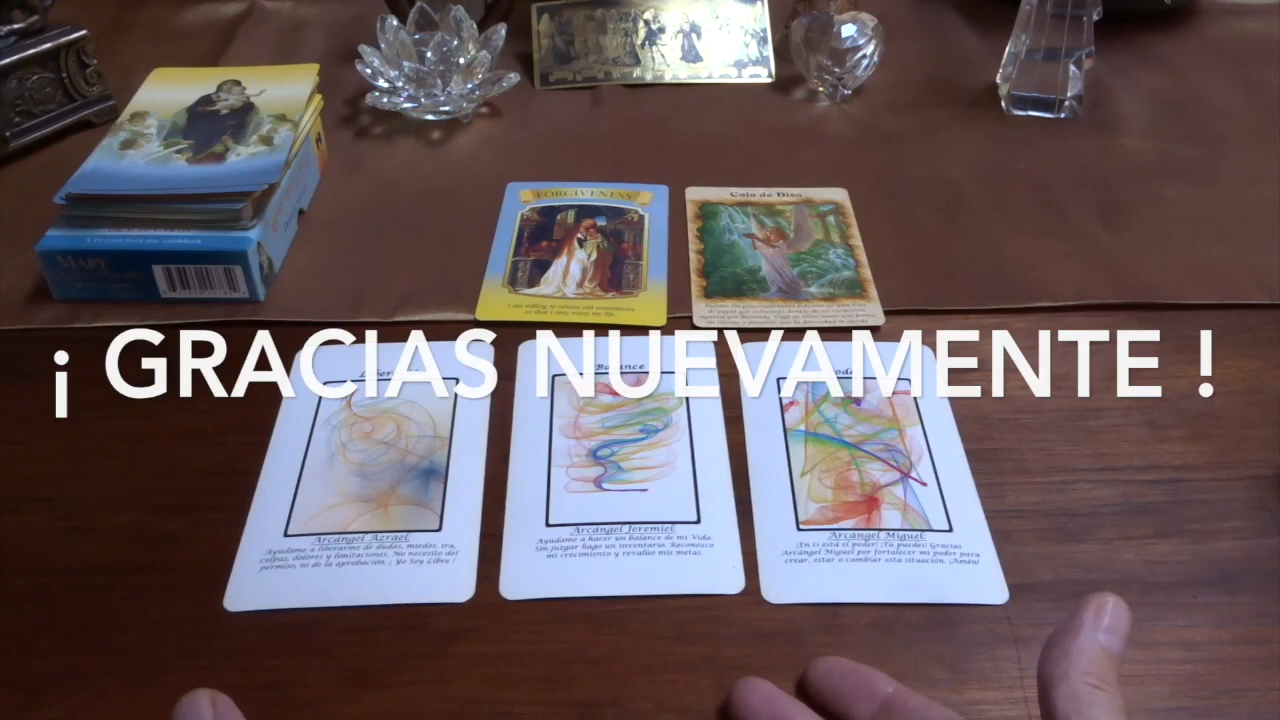 MARY
FORGIVENESS
I am willing to release old resentments
so that I may enjoy my life.
Caja de Dios
¡ GRACIAS NUEVAMENTE !
Balance
Arcángel Azrael:
Ayúdame a liberarme de dudas, miedos, ira,
culpas, dolores y limitaciones. No necesito del
permiso, ni de la aprobación. ¡ Yo Soy Libre !
Arcángel Jeremiel:
Ayúdame a hacer un balance de mi Vida.
Sin juzgar hago un inventario. Reconozco
mi crecimiento y revalúo mis metas.
Arcángel Miguel:
En ti está el poder! Tú puedes! Gracias
Arcángel Miguel por fortalecer mi poder para
crear, estar o cambiar esta situación. ¡Amén!